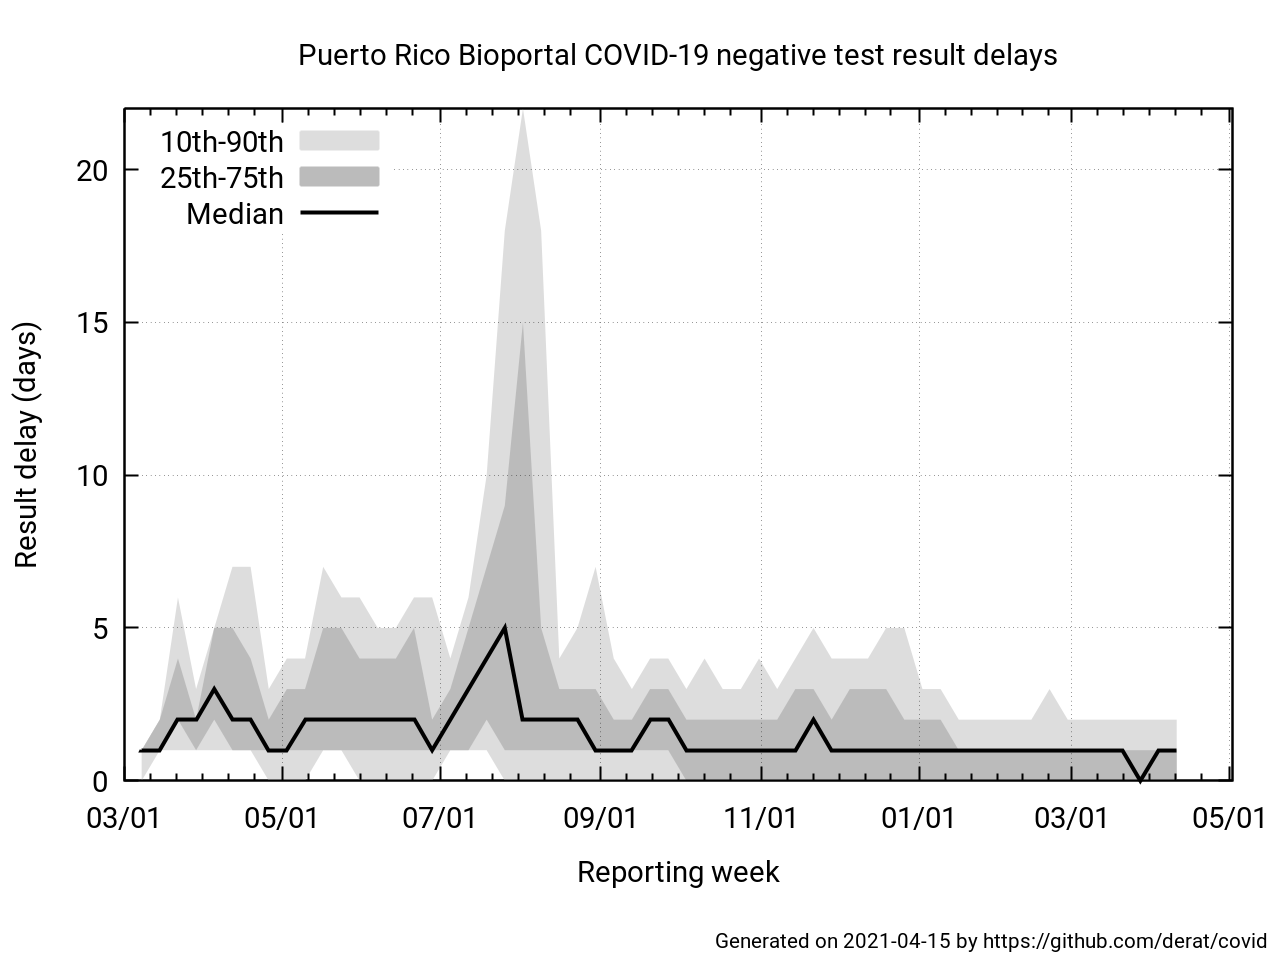 Puerto Rico Bioportal COVID-19 negative test result delays
10th-90th
25th-75th
Median
20
15
10
5
0
Result delay (days)
03/01 05/01 07/01 09/01 11/01 01/01 03/01 05/01
Reporting week
Generated on 2021-04-15 by https://github.com/derat/covid